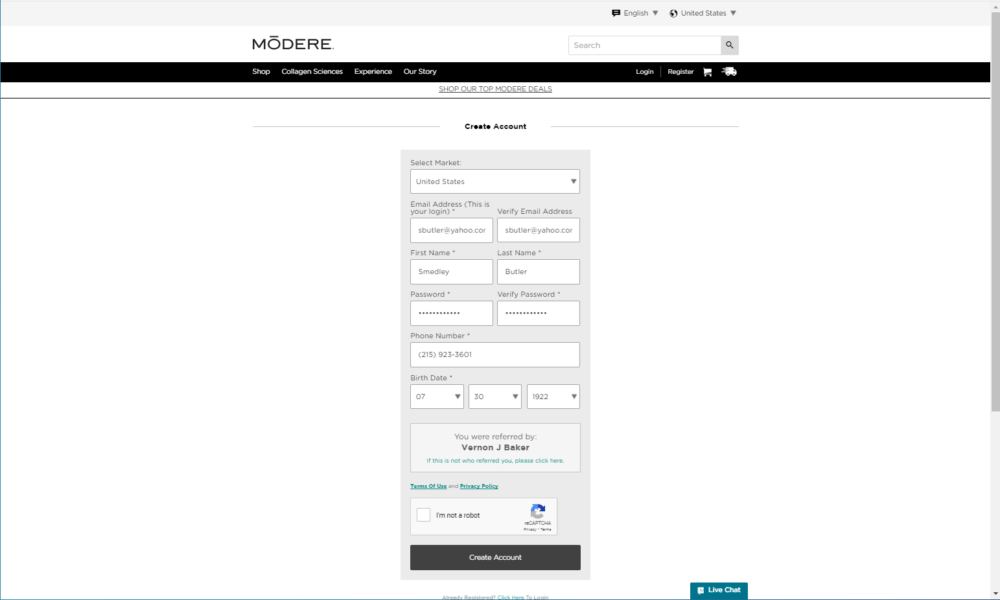 English ▼ United States ▼
MŌDERE.
Search
Shop Collagen Sciences Experience Our Story Login Register
SHOP OUR TOP MODERE DEALS
Create Account
Select Market:
United States ▼
Email Address (This is
your login) * Verify Email Address
sbutler@yahoo.cor sbutler@yahoo.cor
First Name * Last Name *
Smedley Butler
Password * Verify Password *
•••••••••••• ••••••••••••
Phone Number *
(215) 923-3601
Birth Date *
07 ▼ 30 ▼ 1922 ▼
You were referred by:
Vernon J Baker
If this is not who referred you, please click here.
Terms Of Use and Privacy Policy.
I'm not a robot
reCAPTCHA
Privacy - Terms
Create Account
Already Registered? Click Here To Login
Live Chat